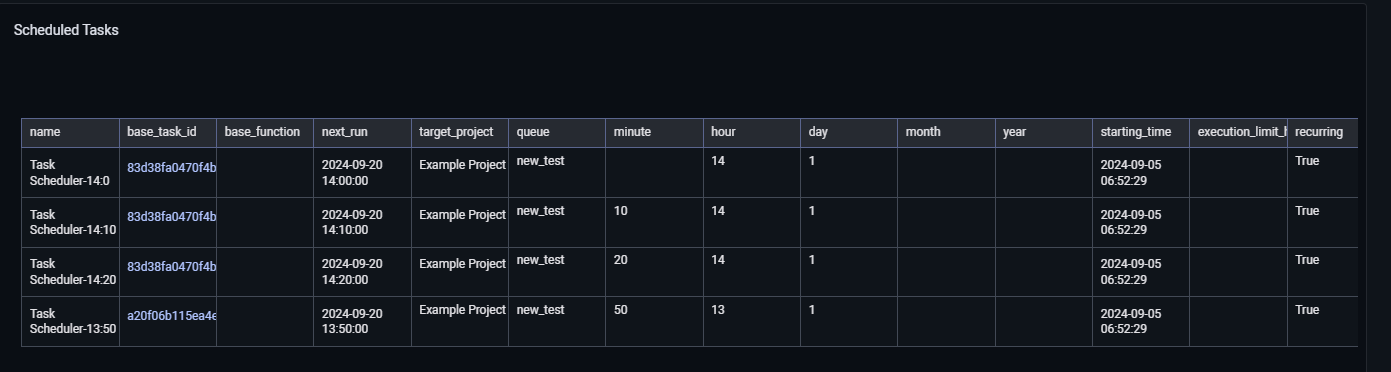 Scheduled Tasks
name base_task_id base_function next_run target_project queue minute hour day month year starting_time execution_limit_h recurring
Task Scheduler-14:0 83d38fa0470f4b 2024-09-20 14:00:00 Example Project new_test 14 1 2024-09-05 06:52:29 True
Task Scheduler-14:10 83d38fa0470f4b 2024-09-20 14:10:00 Example Project new_test 10 14 1 2024-09-05 06:52:29 True
Task Scheduler-14:20 83d38fa0470f4b 2024-09-20 14:20:00 Example Project new_test 20 14 1 2024-09-05 06:52:29 True
Task Scheduler-13:50 a20f06b115ea4e 2024-09-20 13:50:00 Example Project new_test 50 13 1 2024-09-05 06:52:29 True